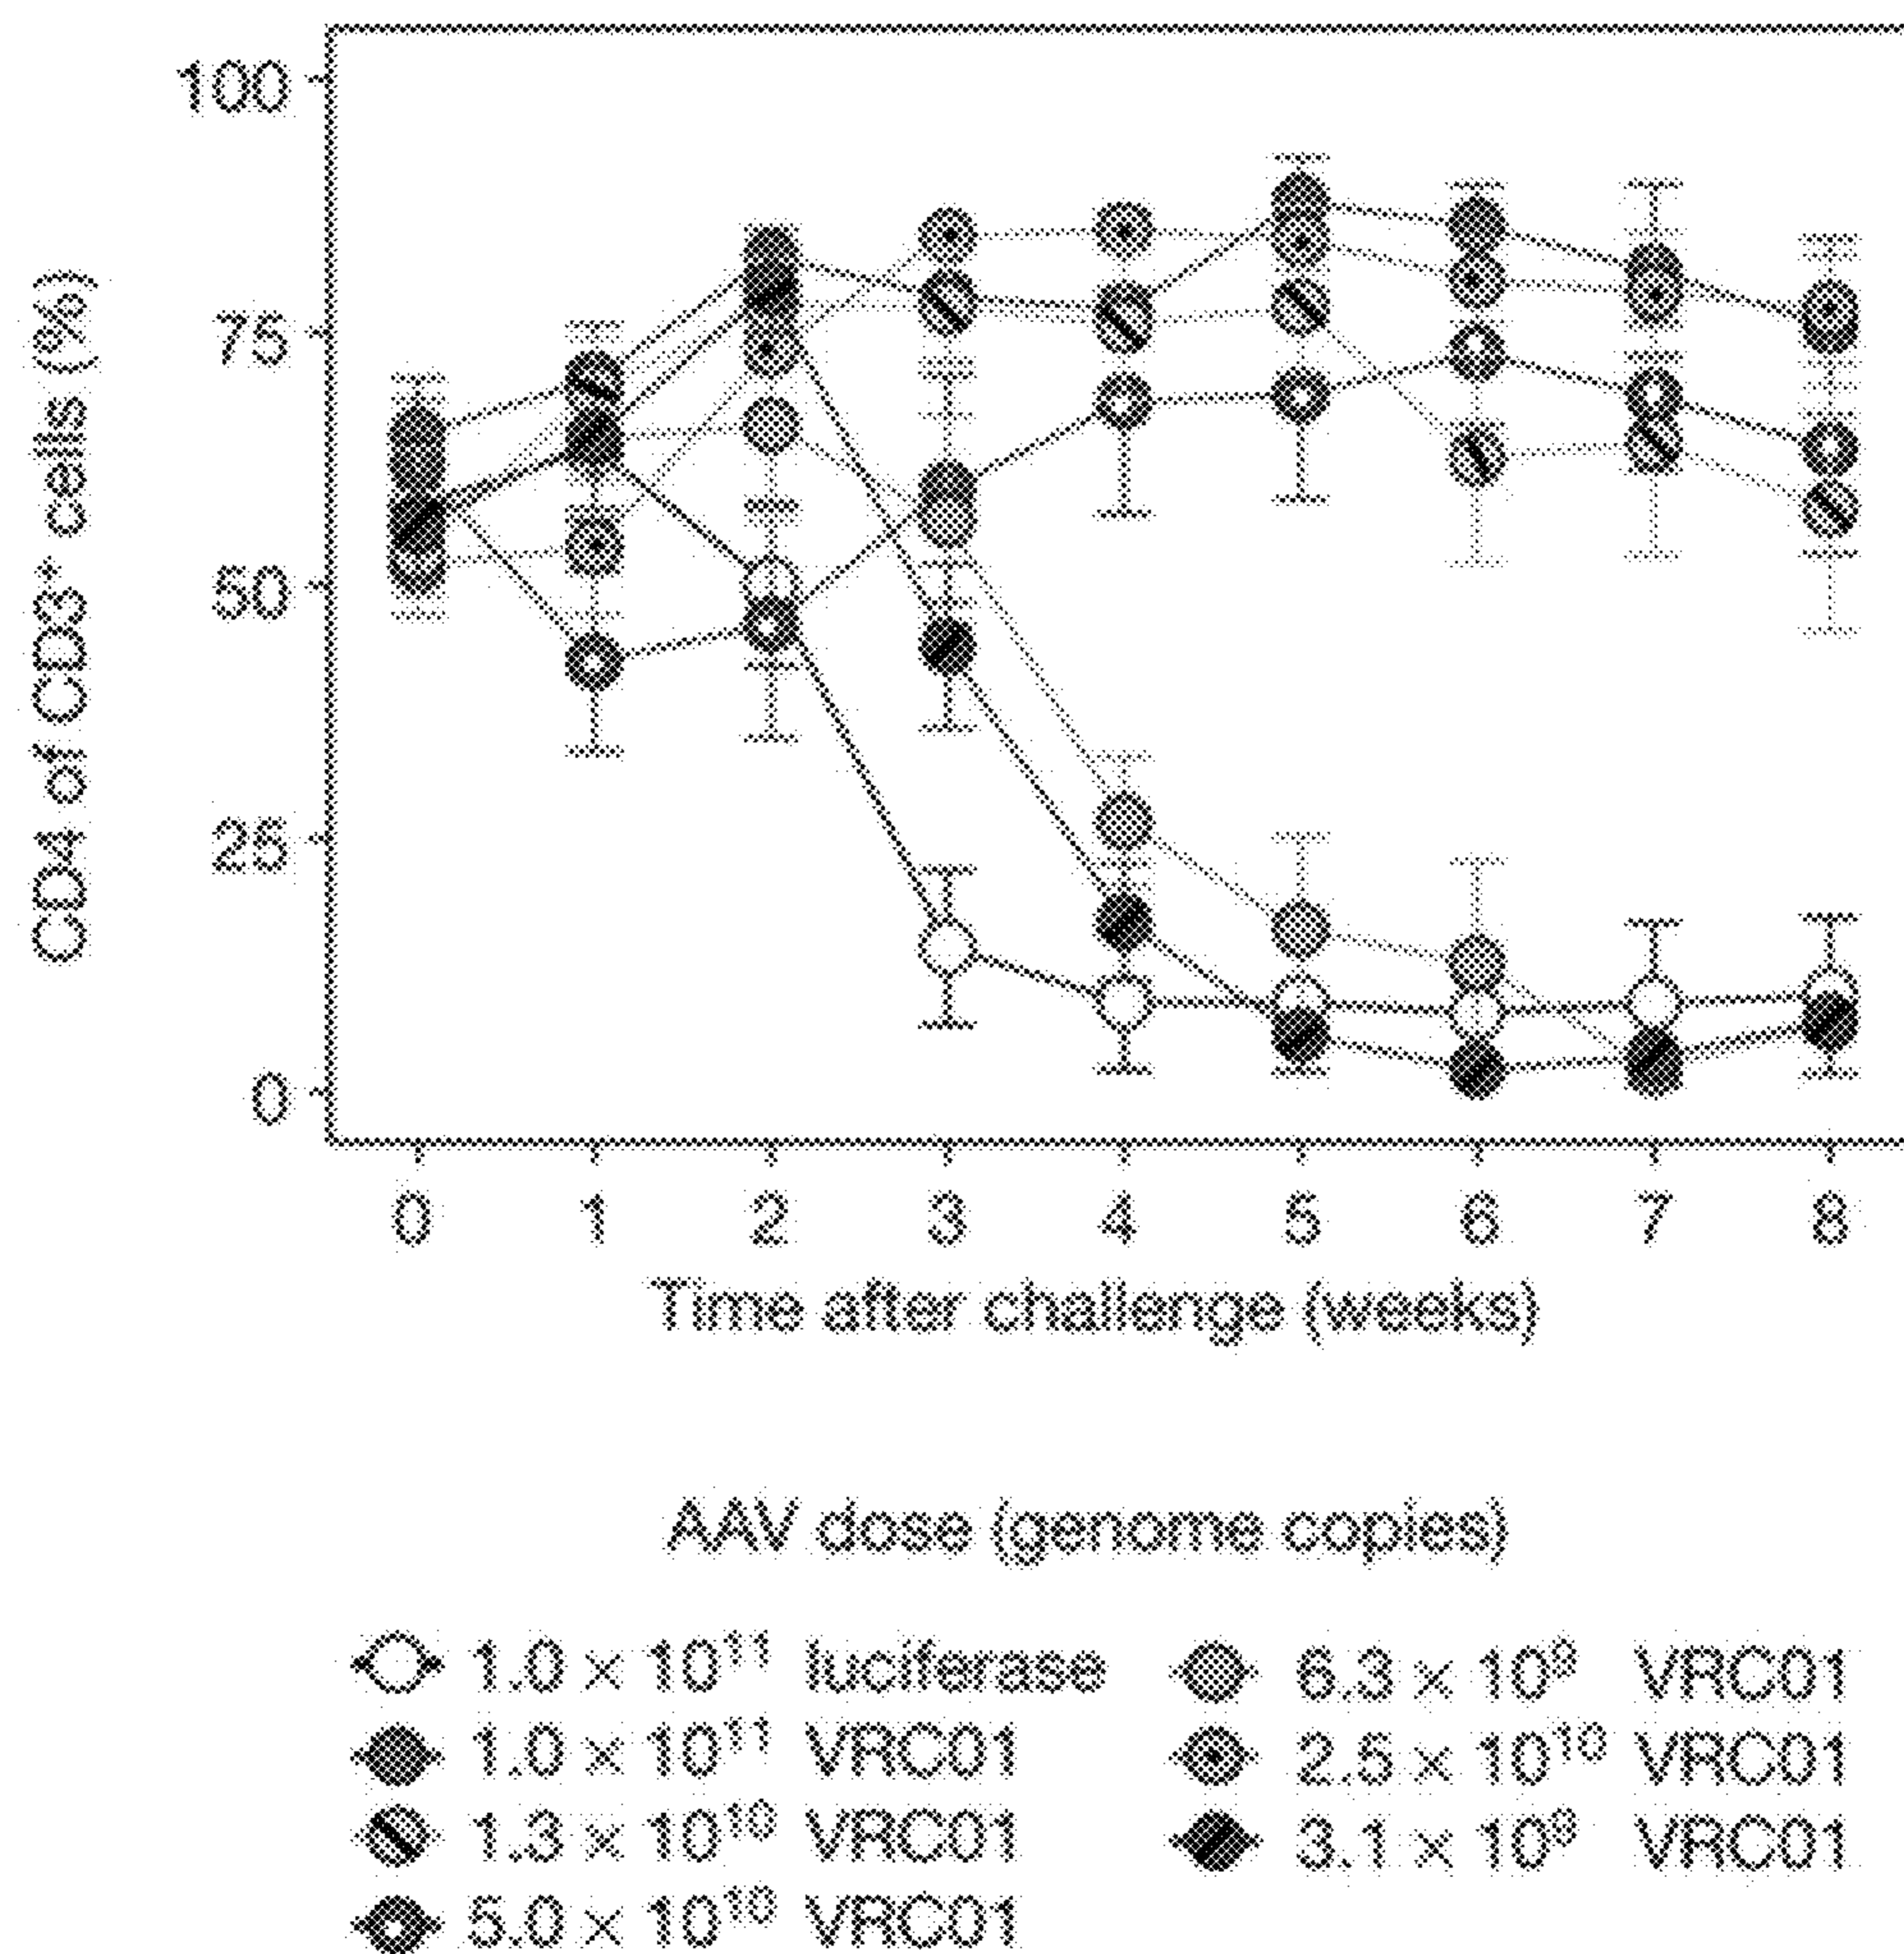 CD4 of CD3⁺ cells (%)
100
75
50
25
0
0 1 2 3 4 5 6 7 8
Time after challenge (weeks)
AAV dose (genome copies)
1.0 × 10¹¹ luciferase
1.0 × 10¹¹ VRC01
1.3 × 10¹⁰ VRC01
5.0 × 10¹⁰ VRC01
6.3 × 10⁹ VRC01
2.5 × 10¹⁰ VRC01
3.1 × 10⁹ VRC01